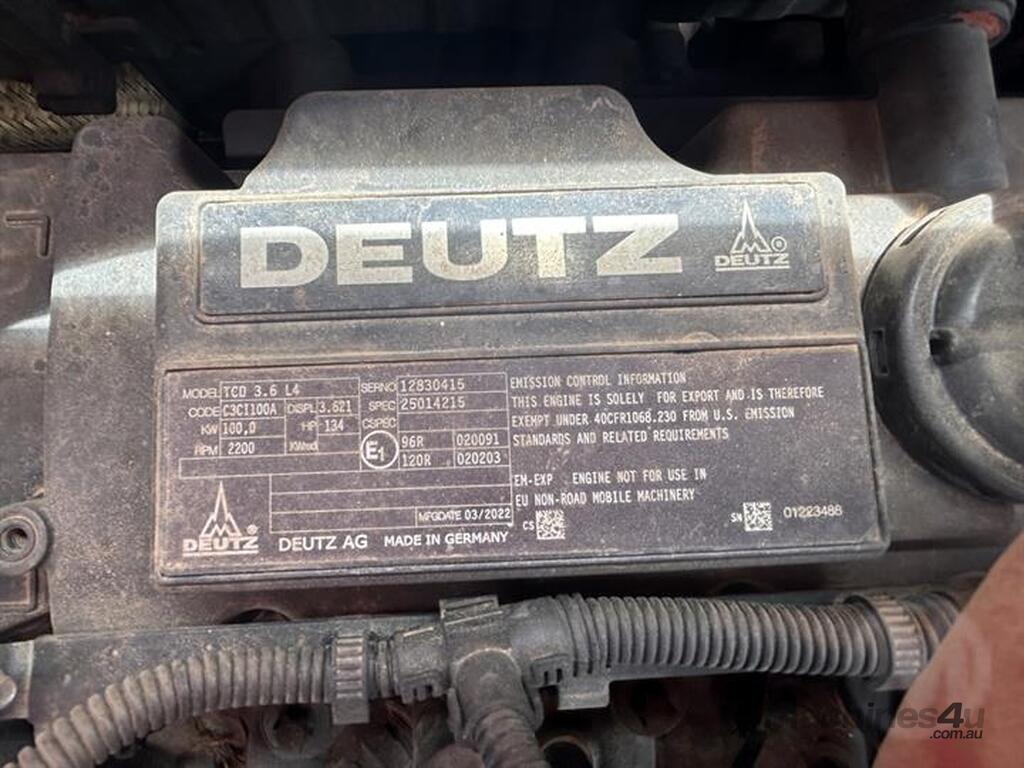 DEUTZ
DEUTZ ®
MODEL TCD 3.6 L4 SERNO 12830415
CODE C3CI100A DISPL 3.621 SPEC 25014215
KW 100,0 HP 134 CSPEC
RPM 2200 KWred
E1 96R 020091
120R 020203
MFGDATE 03/2022
DEUTZ ® DEUTZ AG MADE IN GERMANY
EMISSION CONTROL INFORMATION
THIS ENGINE IS SOLELY FOR EXPORT AND IS THEREFORE
EXEMPT UNDER 40CFR1068.230 FROM U.S. EMISSION
STANDARDS AND RELATED REQUIREMENTS
EM-EXP . ENGINE NOT FOR USE IN
EU NON-ROAD MOBILE MACHINERY
CS
SN 01223488
4u
.com.au